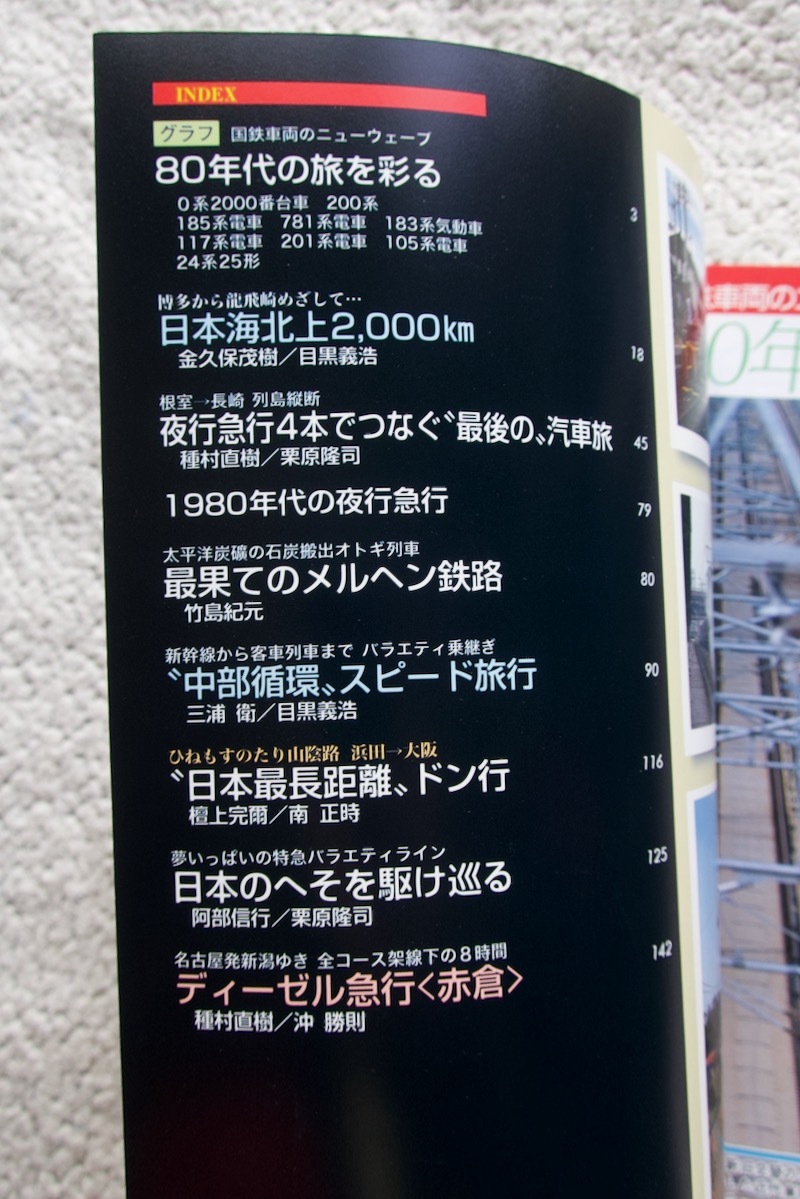 INDEX
グラフ 国鉄車両のニューウェーブ
80年代の旅を彩る
0系2000番台車 200系
185系電車 781系電車 183系気動車
117系電車 201系電車 105系電車
24系25形
3
博多から龍飛崎めざして…
日本海北上2,000km
金久保茂樹／目黒義浩
18
根室→長崎 列島縦断
夜行急行4本でつなぐ〝最後の〟汽車旅
種村直樹／栗原隆司
45
1980年代の夜行急行
79
太平洋炭礦の石炭搬出オトギ列車
最果てのメルヘン鉄路
竹島紀元
80
新幹線から客車列車まで バラエティ乗継ぎ
〝中部循環〟スピード旅行
三浦 衛／目黒義浩
90
ひねもすのたり山陰路 浜田→大阪
〝日本最長距離〟ドン行
檀上完爾／南 正時
116
夢いっぱいの特急バラエティライン
日本のへそを駆け巡る
阿部信行／栗原隆司
125
名古屋発新潟ゆき 全コース架線下の8時間
ディーゼル急行〈赤倉〉
種村直樹／沖 勝則
142
車両の
0年